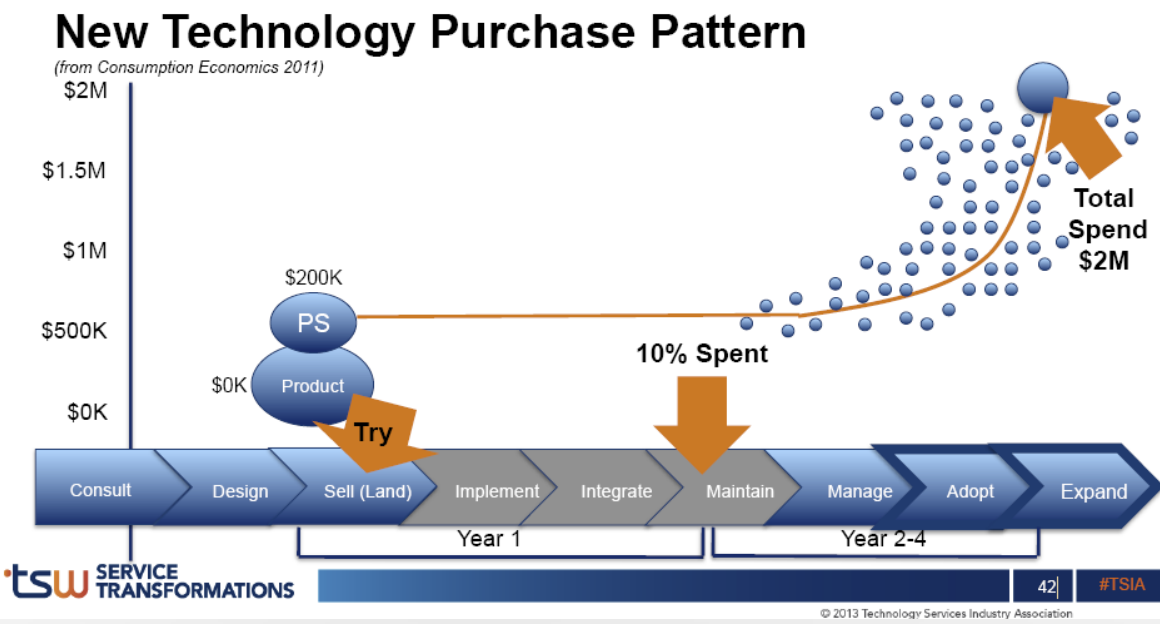 New Technology Purchase Pattern
(from Consumption Economics 2011)
$2M
$1.5M
$1M
$500K
$0K
$200K
PS
$0K
Product
Try
10% Spent
Total
Spend
$2M
Consult
Design
Sell (Land)
Implement
Integrate
Maintain
Manage
Adopt
Expand
Year 1
Year 2-4
tsw SERVICE
TRANSFORMATIONS
42
#TSIA
© 2013 Technology Services Industry Association